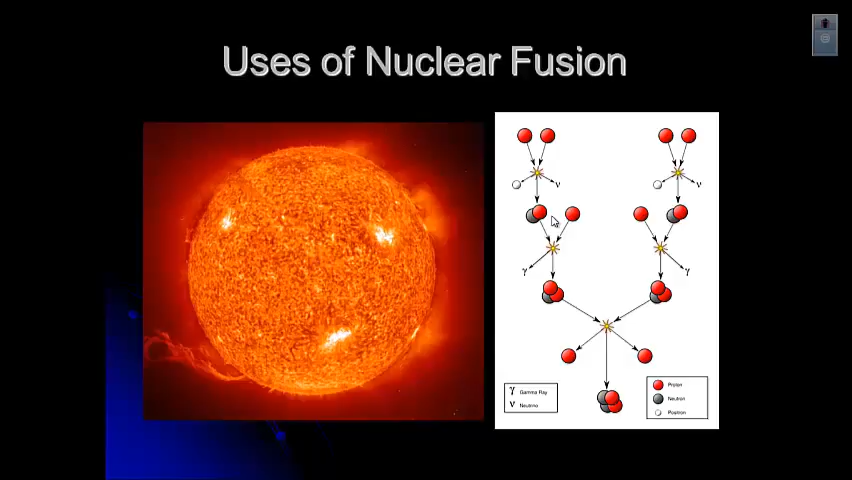 Uses of Nuclear Fusion
ν
ν
γ
γ
γ Gamma Ray
ν Neutrino
Proton
Neutron
Positron